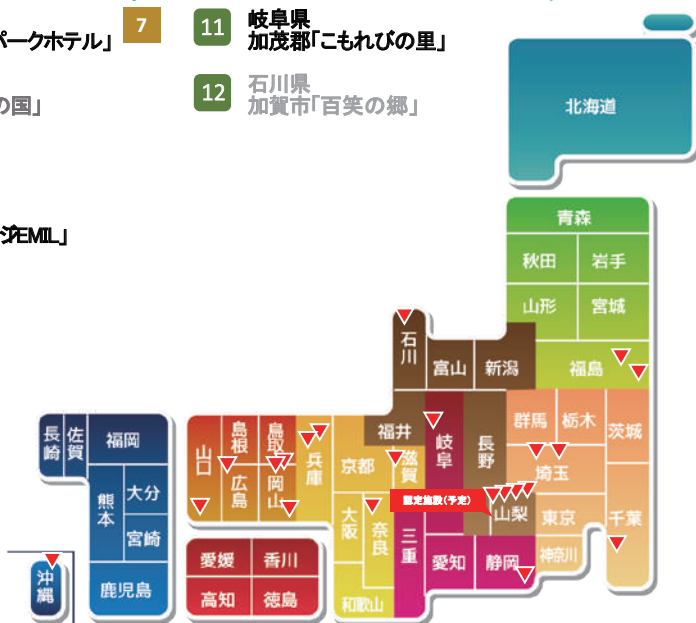 パークホテル」
7
の国」
ジEMIL」
11
岐阜県
加茂郡「こもれびの里」
12
石川県
加賀市「百笑の郷」
北海道
青森
秋田
岩手
山形
宮城
福島
石川
富山
新潟
群馬
栃木
茨城
福井
岐阜
長野
埼玉
山梨
東京
千葉
神奈川
静岡
愛知
三重
滋賀
京都
認定施設(予定)
大阪
奈良
和歌山
兵庫
鳥取
島根
岡山
広島
山口
愛媛
香川
高知
徳島
長崎
佐賀
福岡
熊本
大分
宮崎
鹿児島
沖縄